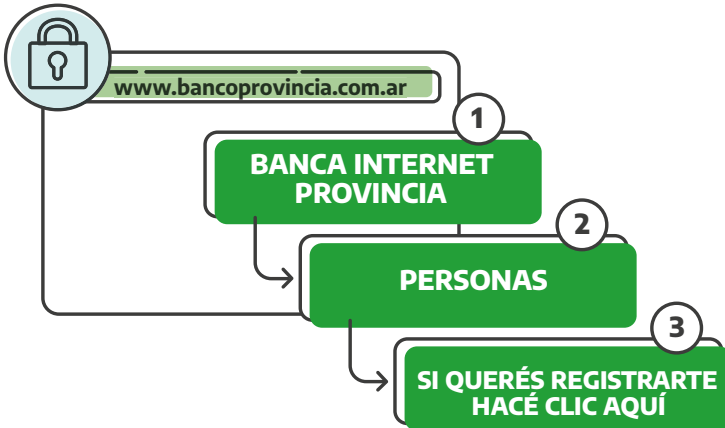 www.bancoprovincia.com.ar
1
BANCA INTERNET
PROVINCIA
2
PERSONAS
3
SI QUERÉS REGISTRARTE
HACÉ CLIC AQUÍ